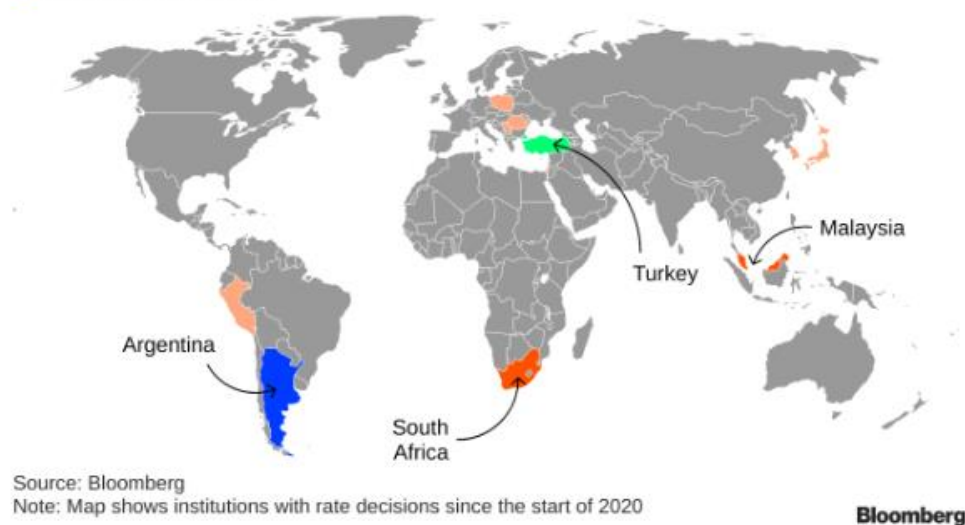 Malaysia
Turkey
Argentina
South
Africa
Source: Bloomberg
Note: Map shows institutions with rate decisions since the start of 2020
Bloomberg